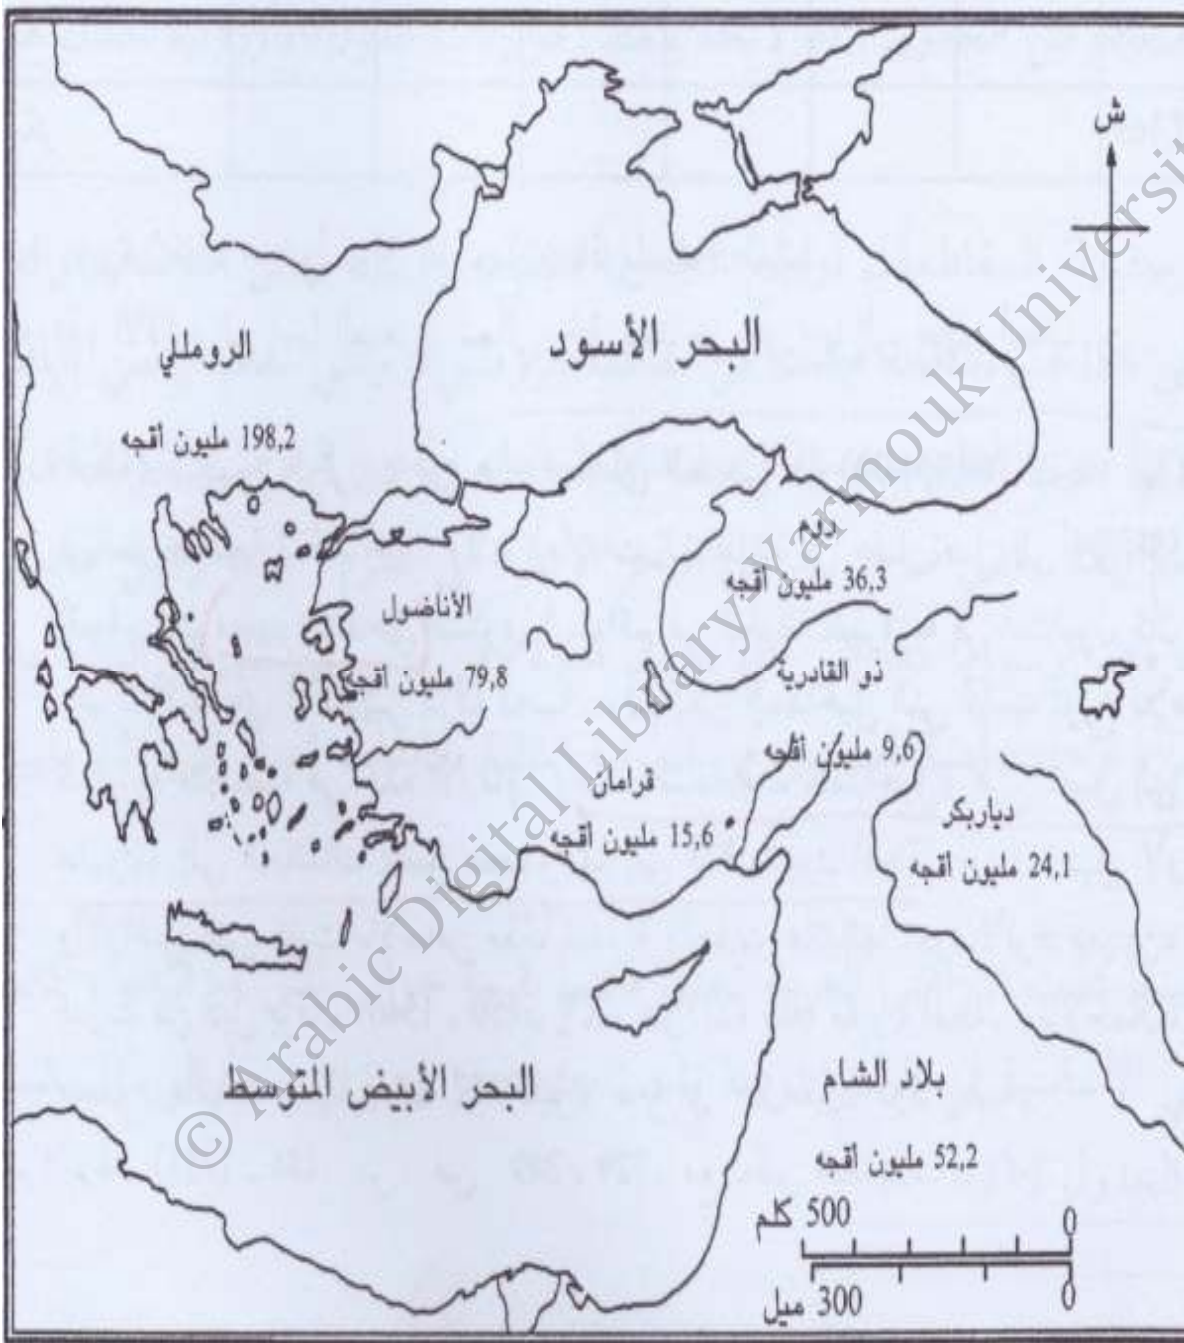 ش
البحر الأسود
الروملي
198,2 مليون أقجه
روم
36,3 مليون أقجه
الأناضول
79,8 مليون أقجه
ذو القادرية
9,6 مليون أقجه
قرامان
15,6 مليون أقجه
دياربكر
24,1 مليون أقجه
البحر الأبيض المتوسط
بلاد الشام
52,2 مليون أقجه
500 كلم
0
300 ميل
0
© Arabic Digital Library-Yarmouk Universit